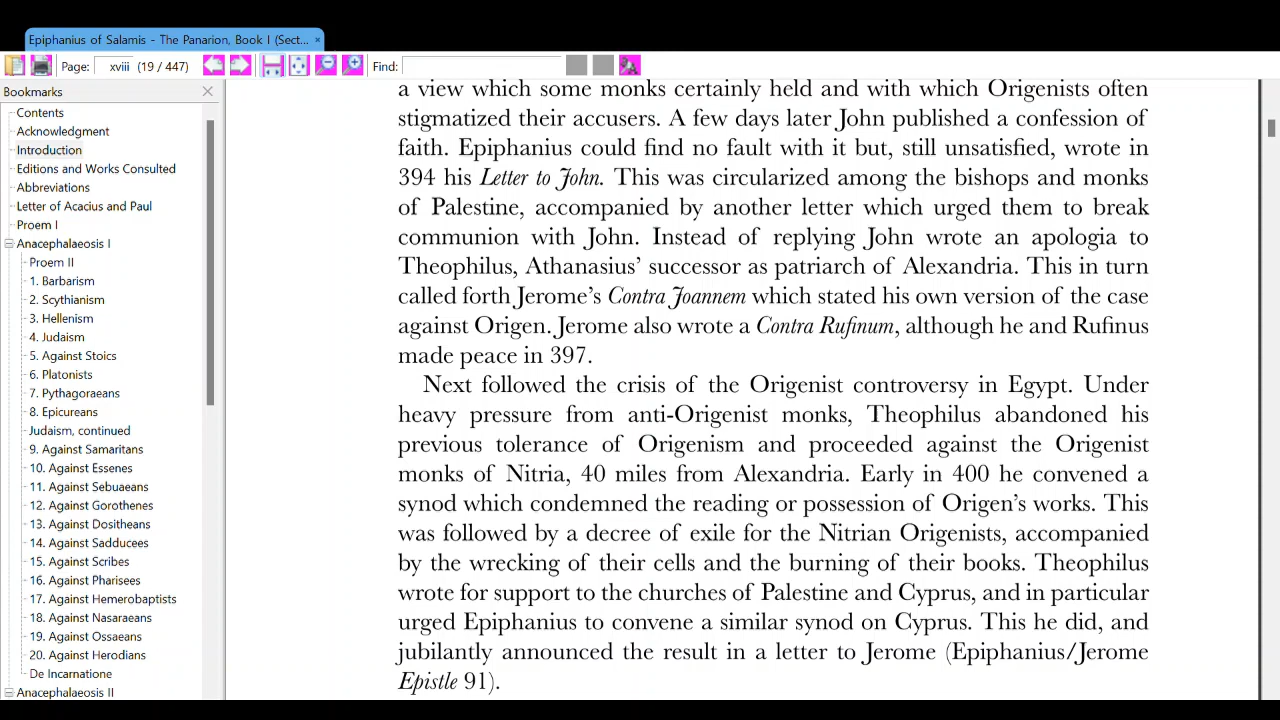 Epiphanius of Salamis - The Panarion, Book I (Sect... ×
Page: xviii (19 / 447) Find:
Bookmarks
Contents
Acknowledgment
Introduction
Editions and Works Consulted
Abbreviations
Letter of Acacius and Paul
Proem I
Anacephalaeosis I
Proem II
1. Barbarism
2. Scythianism
3. Hellenism
4. Judaism
5. Against Stoics
6. Platonists
7. Pythagoraeans
8. Epicureans
Judaism, continued
9. Against Samaritans
10. Against Essenes
11. Against Sebuaeans
12. Against Gorothenes
13. Against Dositheans
14. Against Sadducees
15. Against Scribes
16. Against Pharisees
17. Against Hemerobaptists
18. Against Nasaraeans
19. Against Ossaeans
20. Against Herodians
De Incarnatione
Anacephalaeosis II
a view which some monks certainly held and with which Origenists often
stigmatized their accusers. A few days later John published a confession of
faith. Epiphanius could find no fault with it but, still unsatisfied, wrote in
394 his Letter to John. This was circularized among the bishops and monks
of Palestine, accompanied by another letter which urged them to break
communion with John. Instead of replying John wrote an apologia to
Theophilus, Athanasius’ successor as patriarch of Alexandria. This in turn
called forth Jerome’s Contra Joannem which stated his own version of the case
against Origen. Jerome also wrote a Contra Rufinum, although he and Rufinus
made peace in 397.
Next followed the crisis of the Origenist controversy in Egypt. Under
heavy pressure from anti-Origenist monks, Theophilus abandoned his
previous tolerance of Origenism and proceeded against the Origenist
monks of Nitria, 40 miles from Alexandria. Early in 400 he convened a
synod which condemned the reading or possession of Origen’s works. This
was followed by a decree of exile for the Nitrian Origenists, accompanied
by the wrecking of their cells and the burning of their books. Theophilus
wrote for support to the churches of Palestine and Cyprus, and in particular
urged Epiphanius to convene a similar synod on Cyprus. This he did, and
jubilantly announced the result in a letter to Jerome (Epiphanius/Jerome
Epistle 91).